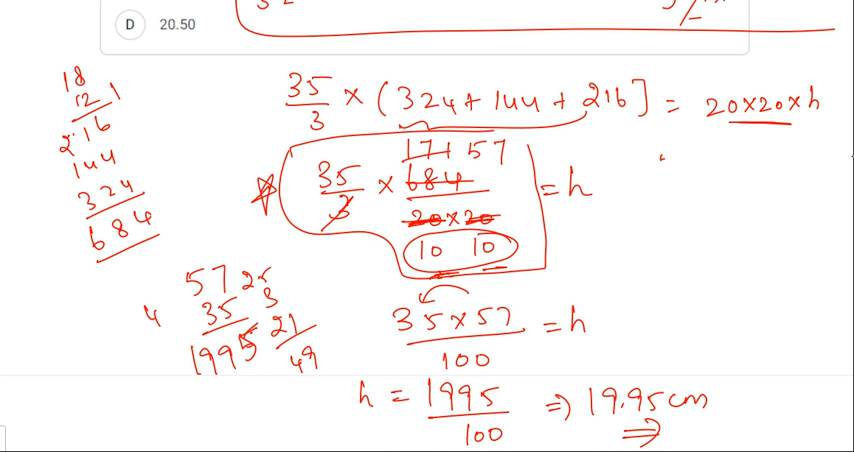 D 20.50
18
12 1
216
144
324
684
35/3 × (324 + 144 + 216] = 20×20×h
171 57
35/3 × 684/20×20 = h
10 10
57 25
4 35 3
1995 21
49
35×57/100 = h
h = 1995/100 ⇒ 19.95 cm